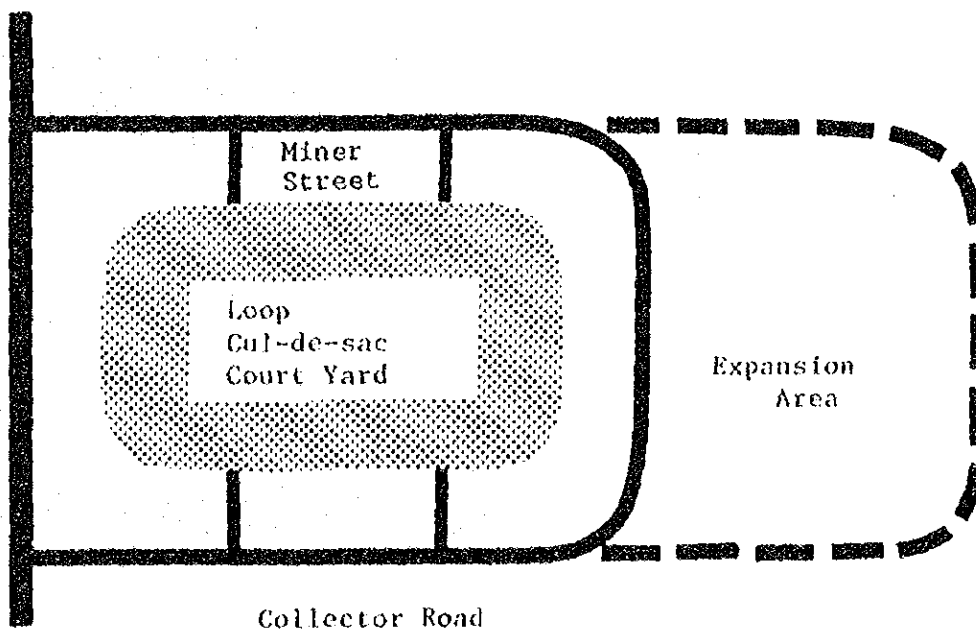 Miner
Street
Loop
Cul-de-sac
Court Yard
Expansion
Area
Collector Road